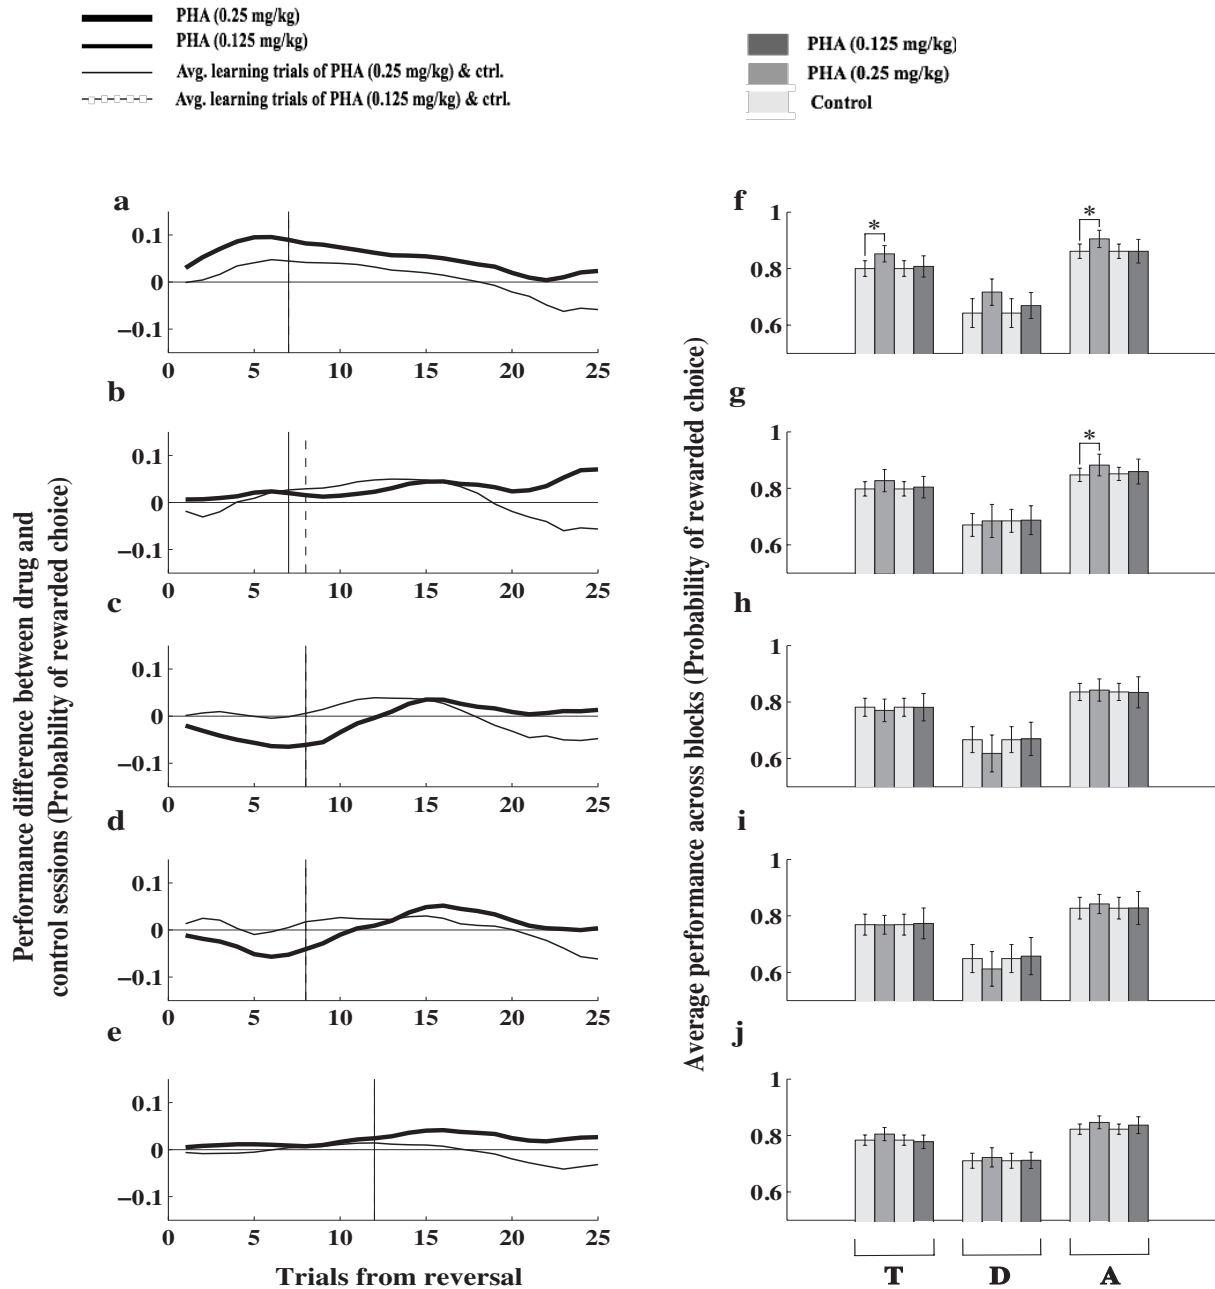 PHA (0.25 mg/kg)
PHA (0.125 mg/kg)
Avg. learning trials of PHA (0.25 mg/kg) & ctrl.
Avg. learning trials of PHA (0.125 mg/kg) & ctrl.
PHA (0.125 mg/kg)
PHA (0.25 mg/kg)
Control
Performance difference between drug and
control sessions (Probability of rewarded choice)
a
0.1
0
−0.1
0 5 10 15 20 25
b
0.1
0
−0.1
0 5 10 15 20 25
c
0.1
0
−0.1
0 5 10 15 20 25
d
0.1
0
−0.1
0 5 10 15 20 25
e
0.1
0
−0.1
0 5 10 15 20 25
Trials from reversal
Average performance across blocks (Probability of rewarded choice)
f
1
0.8
0.6
* *
g
1
0.8
0.6
*
h
1
0.8
0.6
i
1
0.8
0.6
j
1
0.8
0.6
T D A